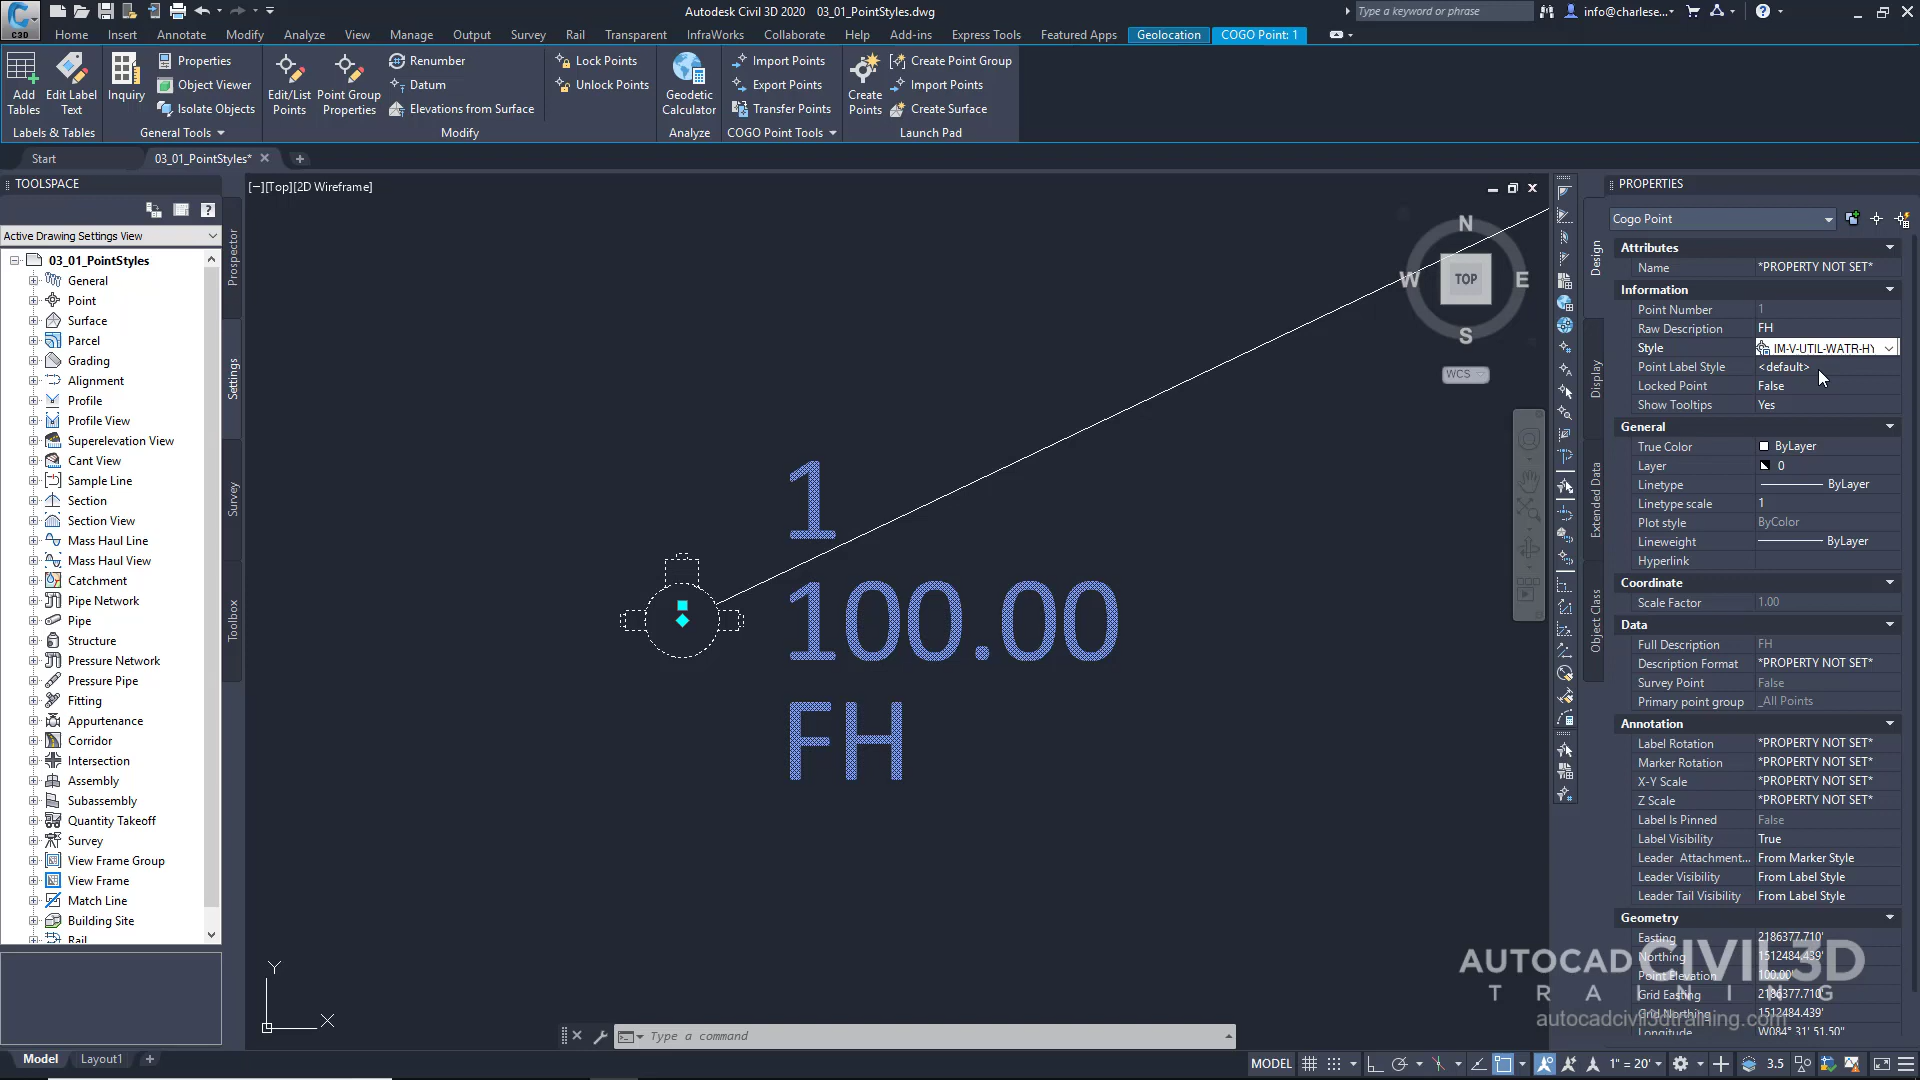 Autodesk Civil 3D 2020 03_01_PointStyles.dwg
Type a keyword or phrase
info@charlese...
C3D
Home Insert Annotate Modify Analyze View Manage Output Survey Rail Transparent InfraWorks Collaborate Help Add-ins Express Tools Featured Apps Geolocation COGO Point: 1
Add Tables
Edit Label Text
Labels & Tables
Inquiry
Properties
Object Viewer
Isolate Objects
General Tools
Edit/List Points
Point Group Properties
Renumber
Datum
Elevations from Surface
Lock Points
Unlock Points
Modify
Geodetic Calculator
Analyze
Import Points
Export Points
Transfer Points
COGO Point Tools
Create Points
Create Point Group
Import Points
Create Surface
Launch Pad
Start
03_01_PointStyles*
TOOLSPACE
Active Drawing Settings View
03_01_PointStyles
General
Point
Surface
Parcel
Grading
Alignment
Profile
Profile View
Superelevation View
Cant View
Sample Line
Section
Section View
Mass Haul Line
Mass Haul View
Catchment
Pipe Network
Pipe
Structure
Pressure Network
Pressure Pipe
Fitting
Appurtenance
Corridor
Intersection
Assembly
Subassembly
Quantity Takeoff
Survey
View Frame Group
View Frame
Match Line
Building Site
Rail
Prospector
Settings
Survey
Toolbox
[−][Top][2D Wireframe]
N
W TOP E
S
WCS
1
100.00
FH
Y
X
Type a command
PROPERTIES
Cogo Point
Design
Display
Extended Data
Object Class
Attributes
Name *PROPERTY NOT SET*
Information
Point Number 1
Raw Description FH
Style IM-V-UTIL-WATR-HY
Point Label Style <default>
Locked Point False
Show Tooltips Yes
General
True Color ByLayer
Layer 0
Linetype ByLayer
Linetype scale 1
Plot style ByColor
Lineweight ByLayer
Hyperlink
Coordinate
Scale Factor 1.00
Data
Full Description FH
Description Format *PROPERTY NOT SET*
Survey Point False
Primary point group _All Points
Annotation
Label Rotation *PROPERTY NOT SET*
Marker Rotation *PROPERTY NOT SET*
X-Y Scale *PROPERTY NOT SET*
Z Scale *PROPERTY NOT SET*
Label Is Pinned False
Label Visibility True
Leader Attachment... From Marker Style
Leader Visibility From Label Style
Leader Tail Visibility From Label Style
Geometry
Easting 2186377.710'
Northing 1512484.439'
Point Elevation 100.00'
Grid Easting 2186377.710'
Grid Northing 1512484.439'
Longitude W084° 31' 51.50"
AUTOCAD CIVIL3D
TRAINING
autocadcivil3dtraining.com
Model Layout1
MODEL 1" = 20' 3.5